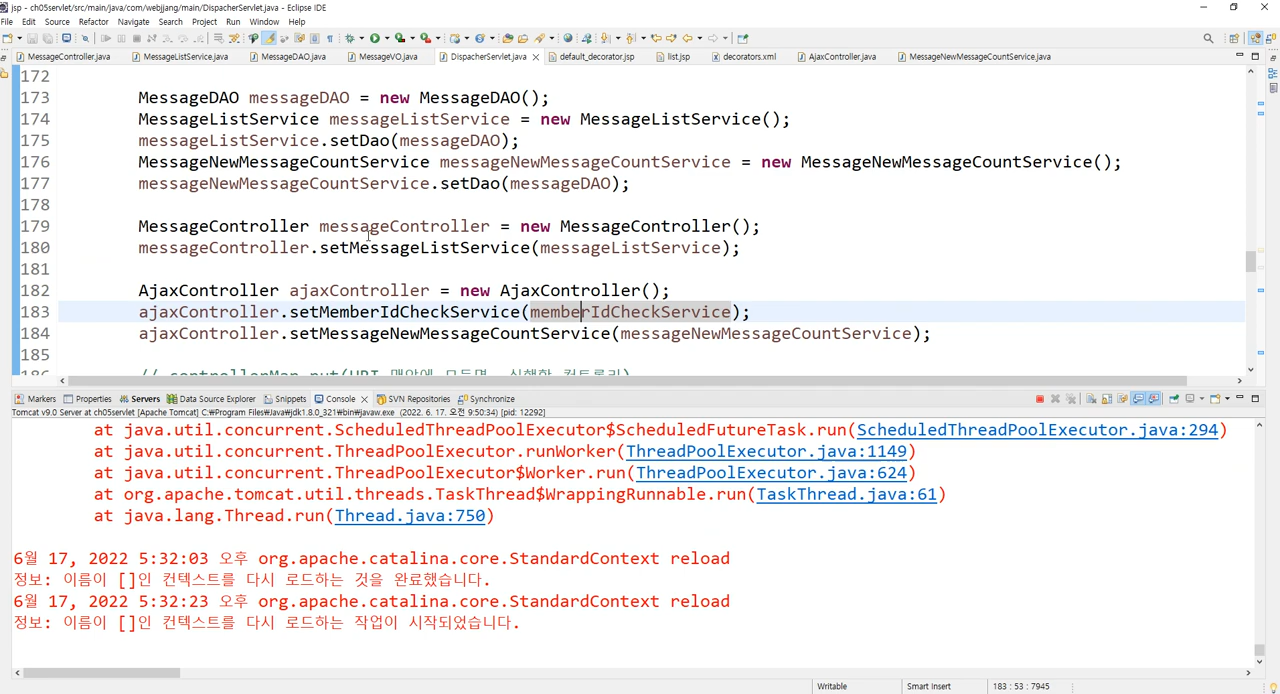 jsp - ch05servlet/src/main/java/com/webjjang/main/DispacherServlet.java - Eclipse IDE
File Edit Source Refactor Navigate Search Project Run Window Help
MessageController.java MessageListService.java MessageDAO.java MessageVO.java DispacherServlet.java default_decorator.jsp list.jsp decorators.xml AjaxController.java MessageNewMessageCountService.java
172
173 MessageDAO messageDAO = new MessageDAO();
174 MessageListService messageListService = new MessageListService();
175 messageListService.setDao(messageDAO);
176 MessageNewMessageCountService messageNewMessageCountService = new MessageNewMessageCountService();
177 messageNewMessageCountService.setDao(messageDAO);
178
179 MessageController messageController = new MessageController();
180 messageController.setMessageListService(messageListService);
181
182 AjaxController ajaxController = new AjaxController();
183 ajaxController.setMemberIdCheckService(memberIdCheckService);
184 ajaxController.setMessageNewMessageCountService(messageNewMessageCountService);
185
186 // controllerMap.put(URI
Markers Properties Servers Data Source Explorer Snippets Console SVN Repositories Synchronize
Tomcat v9.0 Server at ch05servlet [Apache Tomcat] C:₩Program Files₩Java₩jdk1.8.0_321₩bin₩javaw.exe (2022. 6. 17. 오전 9:50:34) [pid: 12292]
at java.util.concurrent.ScheduledThreadPoolExecutor$ScheduledFutureTask.run(ScheduledThreadPoolExecutor.java:294)
at java.util.concurrent.ThreadPoolExecutor.runWorker(ThreadPoolExecutor.java:1149)
at java.util.concurrent.ThreadPoolExecutor$Worker.run(ThreadPoolExecutor.java:624)
at org.apache.tomcat.util.threads.TaskThread$WrappingRunnable.run(TaskThread.java:61)
at java.lang.Thread.run(Thread.java:750)
6월 17, 2022 5:32:03 오후 org.apache.catalina.core.StandardContext reload
정보: 이름이 []인 컨텍스트를 다시 로드하는 것을 완료했습니다.
6월 17, 2022 5:32:23 오후 org.apache.catalina.core.StandardContext reload
정보: 이름이 []인 컨텍스트를 다시 로드하는 작업이 시작되었습니다.
Writable Smart Insert 183 : 53 : 7945